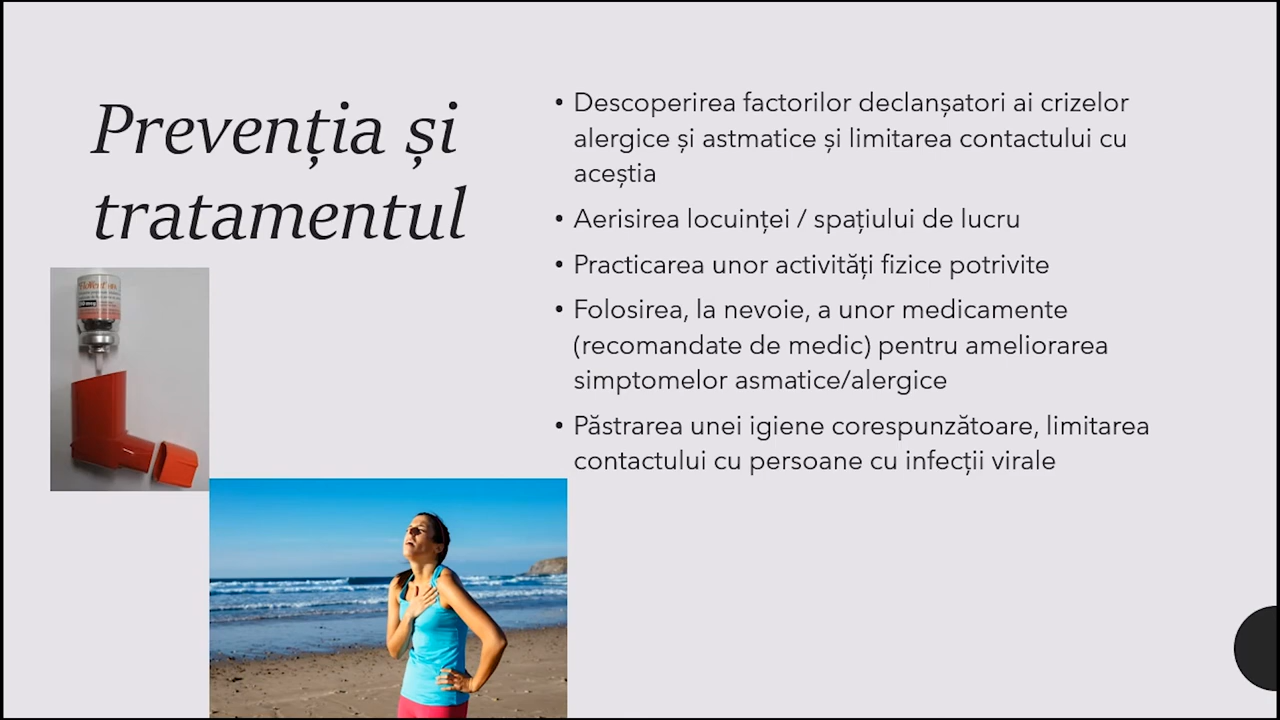 Prevenția și
tratamentul
• Descoperirea factorilor declanșatori ai crizelor
alergice și astmatice și limitarea contactului cu
aceștia
• Aerisirea locuinței / spațiului de lucru
• Practicarea unor activități fizice potrivite
• Folosirea, la nevoie, a unor medicamente
(recomandate de medic) pentru ameliorarea
simptomelor asmatice/alergice
• Păstrarea unei igiene corespunzătoare, limitarea
contactului cu persoane cu infecții virale